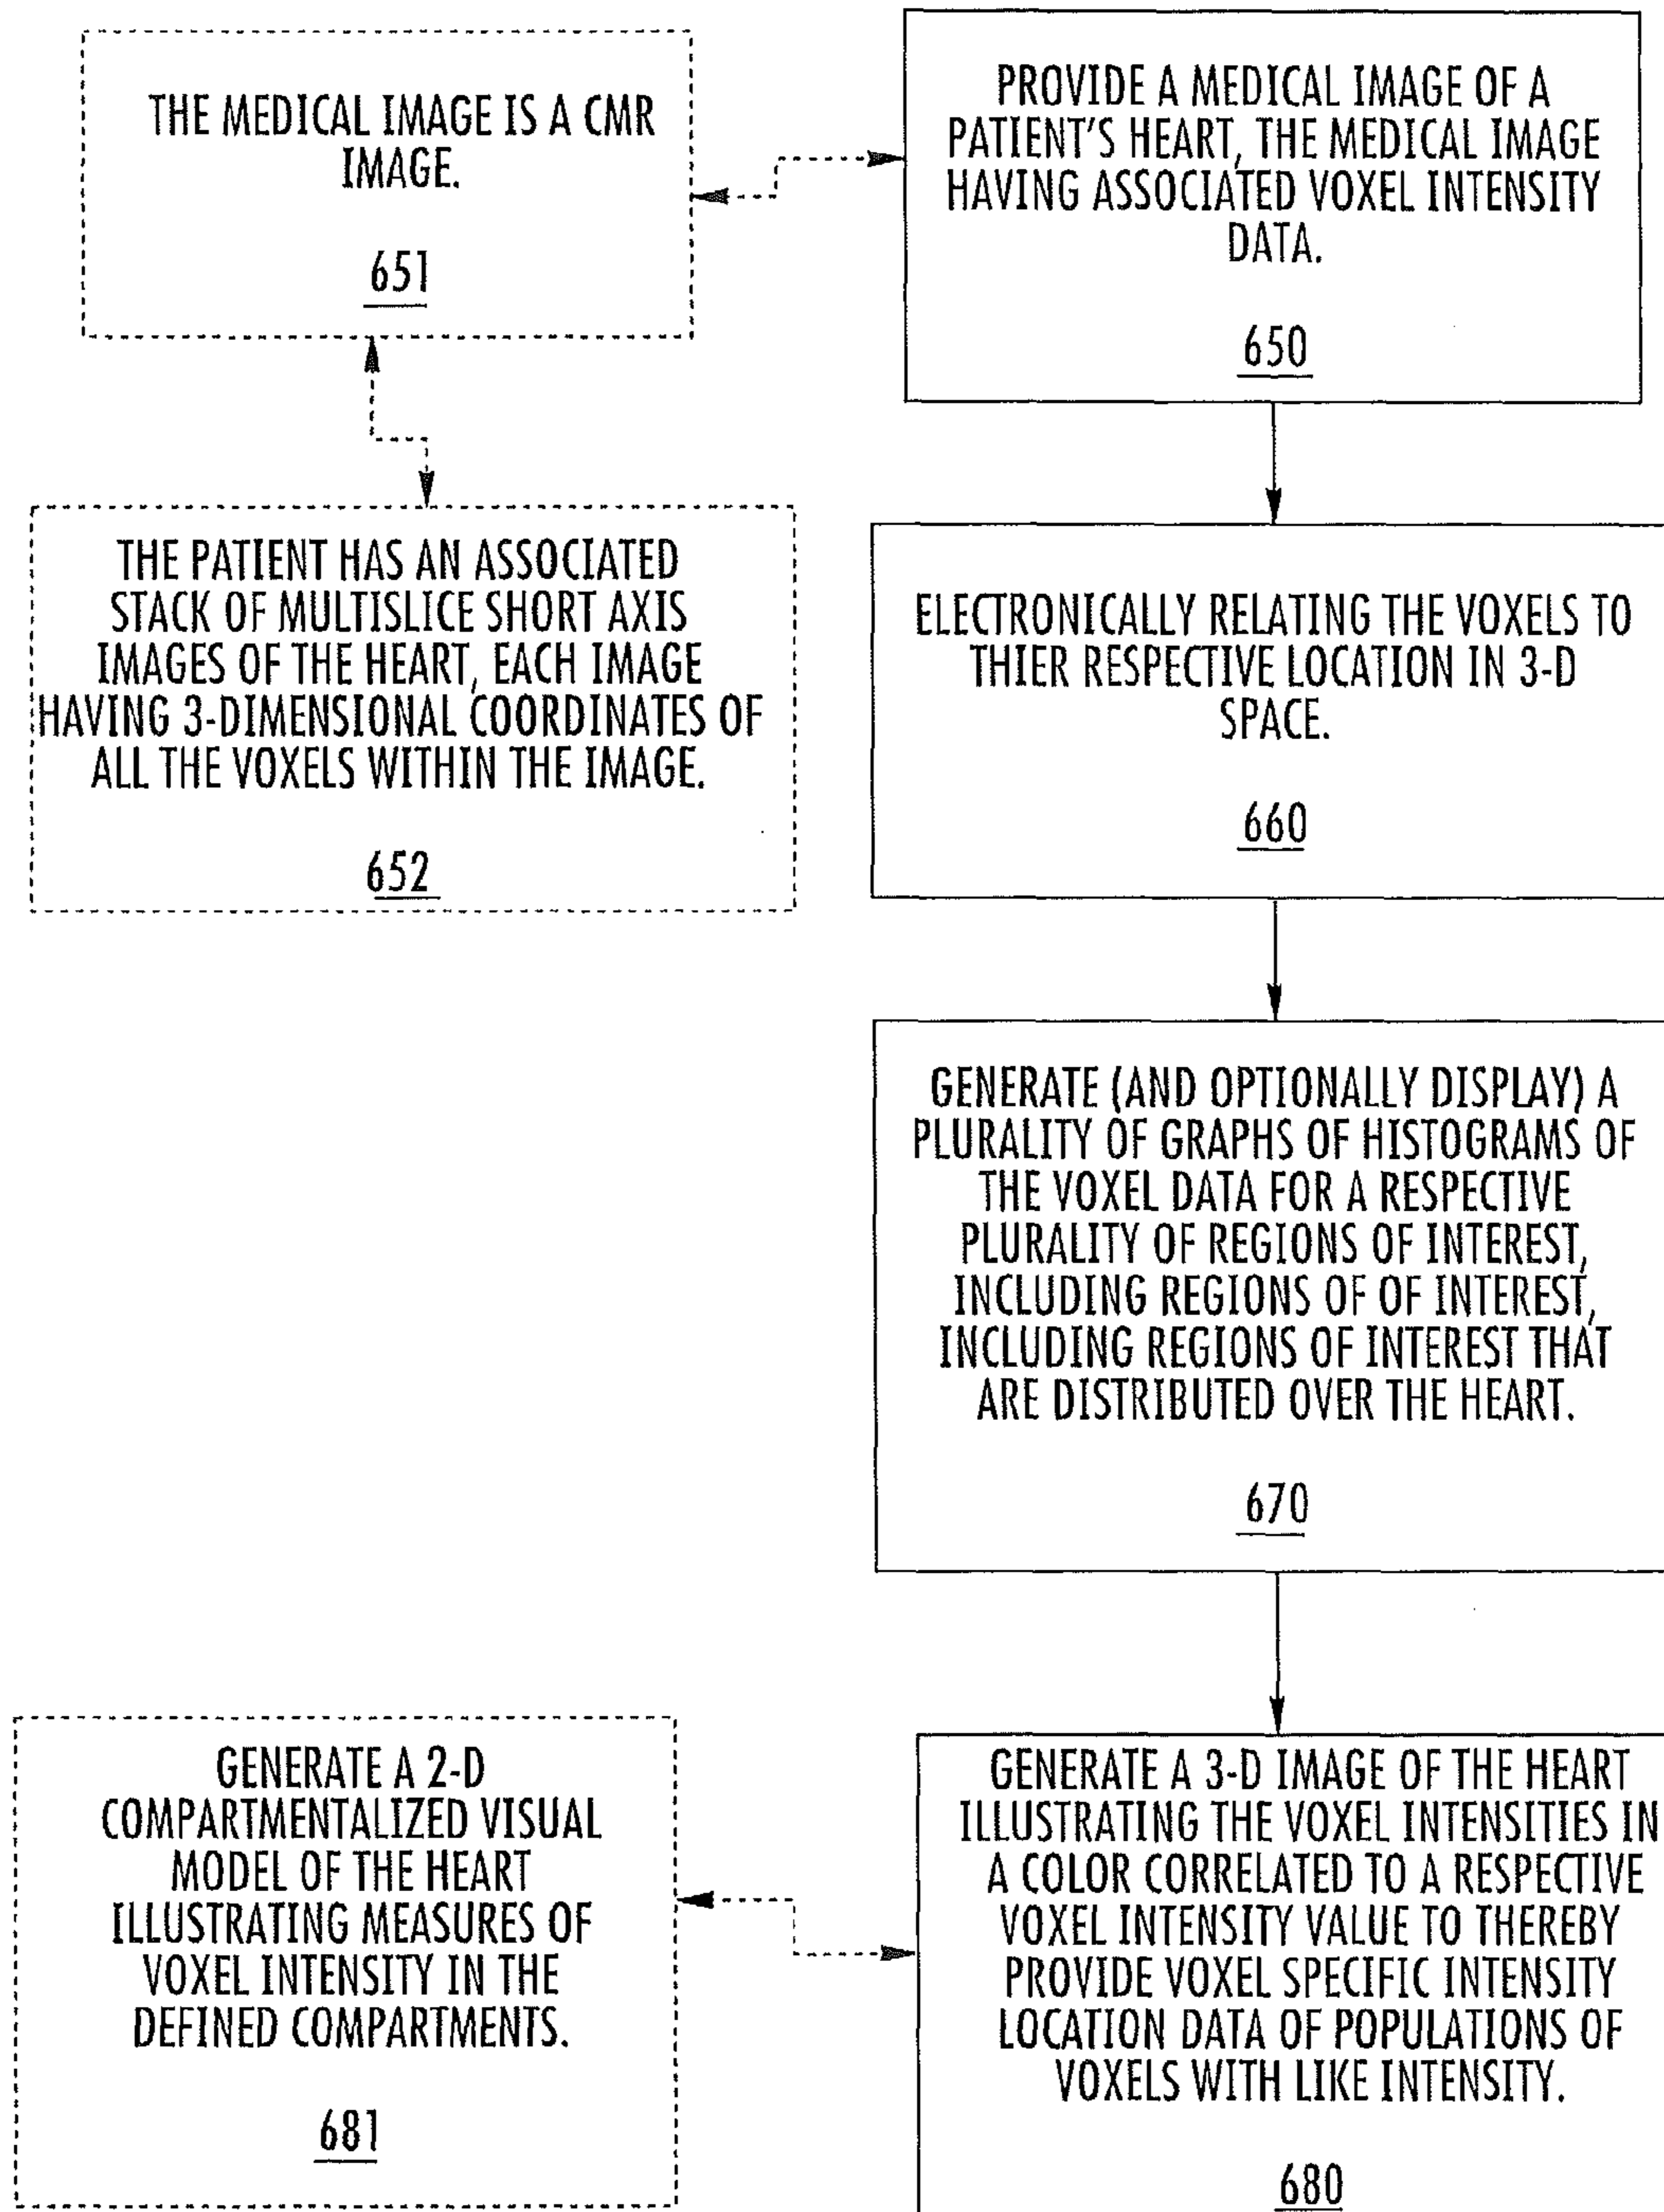 THE MEDICAL IMAGE IS A CMR
IMAGE.
651
PROVIDE A MEDICAL IMAGE OF A
PATIENT'S HEART, THE MEDICAL IMAGE
HAVING ASSOCIATED VOXEL INTENSITY
DATA.
650
THE PATIENT HAS AN ASSOCIATED
STACK OF MULTISLICE SHORT AXIS
IMAGES OF THE HEART, EACH IMAGE
HAVING 3-DIMENSIONAL COORDINATES OF
ALL THE VOXELS WITHIN THE IMAGE.
652
ELECTRONICALLY RELATING THE VOXELS TO
THIER RESPECTIVE LOCATION IN 3-D
SPACE.
660
GENERATE (AND OPTIONALLY DISPLAY) A
PLURALITY OF GRAPHS OF HISTOGRAMS OF
THE VOXEL DATA FOR A RESPECTIVE
PLURALITY OF REGIONS OF INTEREST,
INCLUDING REGIONS OF OF INTEREST,
INCLUDING REGIONS OF INTEREST THAT
ARE DISTRIBUTED OVER THE HEART.
670
GENERATE A 2-D
COMPARTMENTALIZED VISUAL
MODEL OF THE HEART
ILLUSTRATING MEASURES OF
VOXEL INTENSITY IN THE
DEFINED COMPARTMENTS.
681
GENERATE A 3-D IMAGE OF THE HEART
ILLUSTRATING THE VOXEL INTENSITIES IN
A COLOR CORRELATED TO A RESPECTIVE
VOXEL INTENSITY VALUE TO THEREBY
PROVIDE VOXEL SPECIFIC INTENSITY
LOCATION DATA OF POPULATIONS OF
VOXELS WITH LIKE INTENSITY.
680